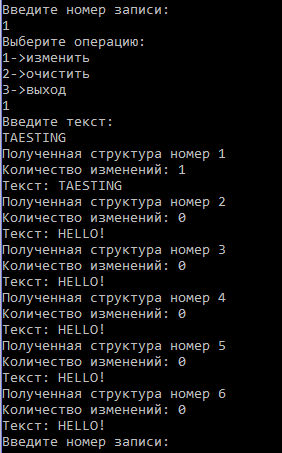 Введите номер записи:
1
Выберите операцию:
1->изменить
2->очистить
3->выход
1
Введите текст:
TAESTING
Полученная структура номер 1
Количество изменений: 1
Текст: TAESTING
Полученная структура номер 2
Количество изменений: 0
Текст: HELLO!
Полученная структура номер 3
Количество изменений: 0
Текст: HELLO!
Полученная структура номер 4
Количество изменений: 0
Текст: HELLO!
Полученная структура номер 5
Количество изменений: 0
Текст: HELLO!
Полученная структура номер 6
Количество изменений: 0
Текст: HELLO!
Введите номер записи: